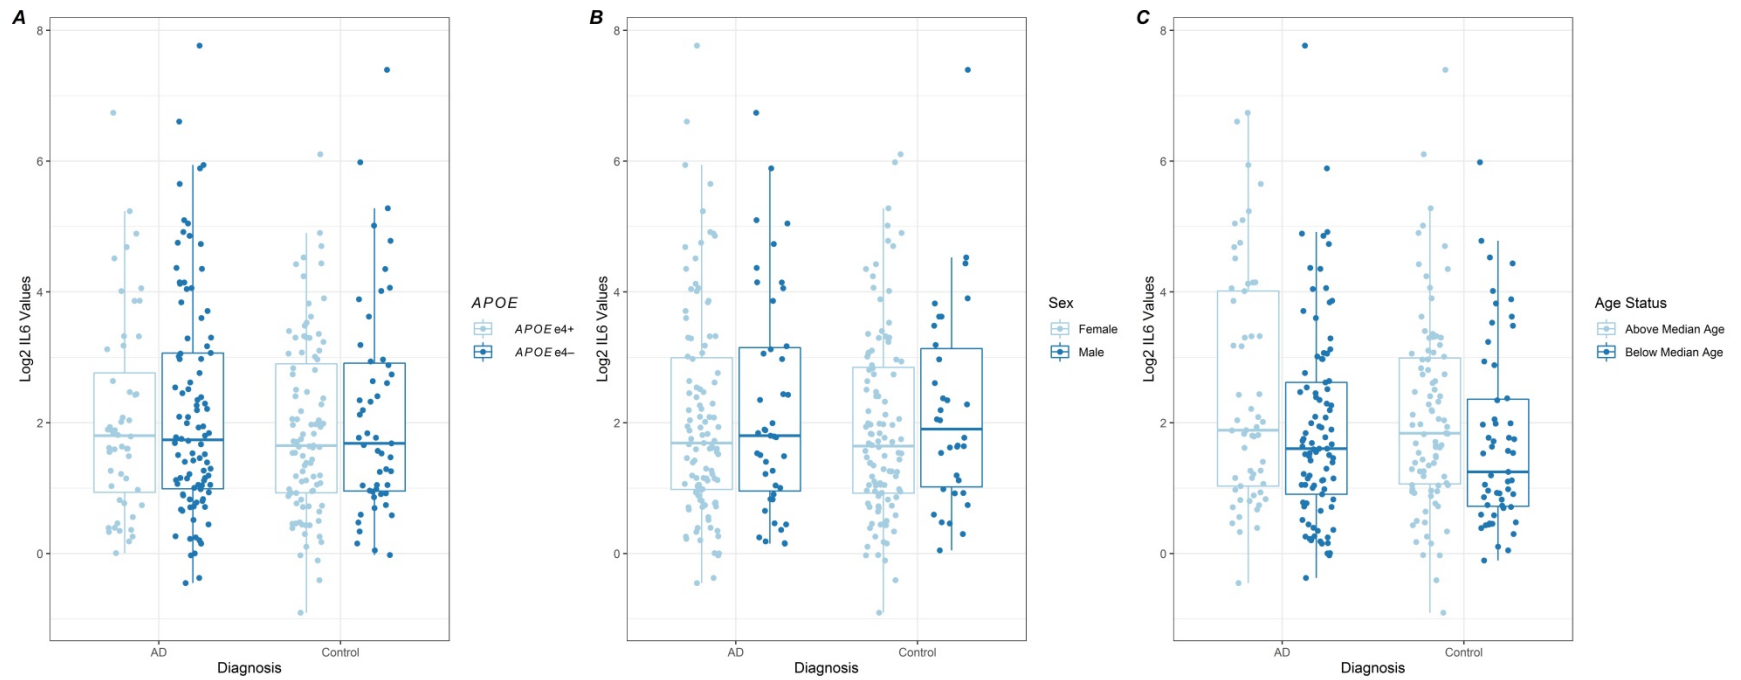 A
8
6
4
2
0
Log2 IL6 Values
AD
Control
Diagnosis
APOE
APOE e4+
APOE e4–
B
8
6
4
2
0
Log2 IL6 Values
AD
Control
Diagnosis
Sex
Female
Male
C
8
6
4
2
0
Log2 IL6 Values
AD
Control
Diagnosis
Age Status
Above Median Age
Below Median Age